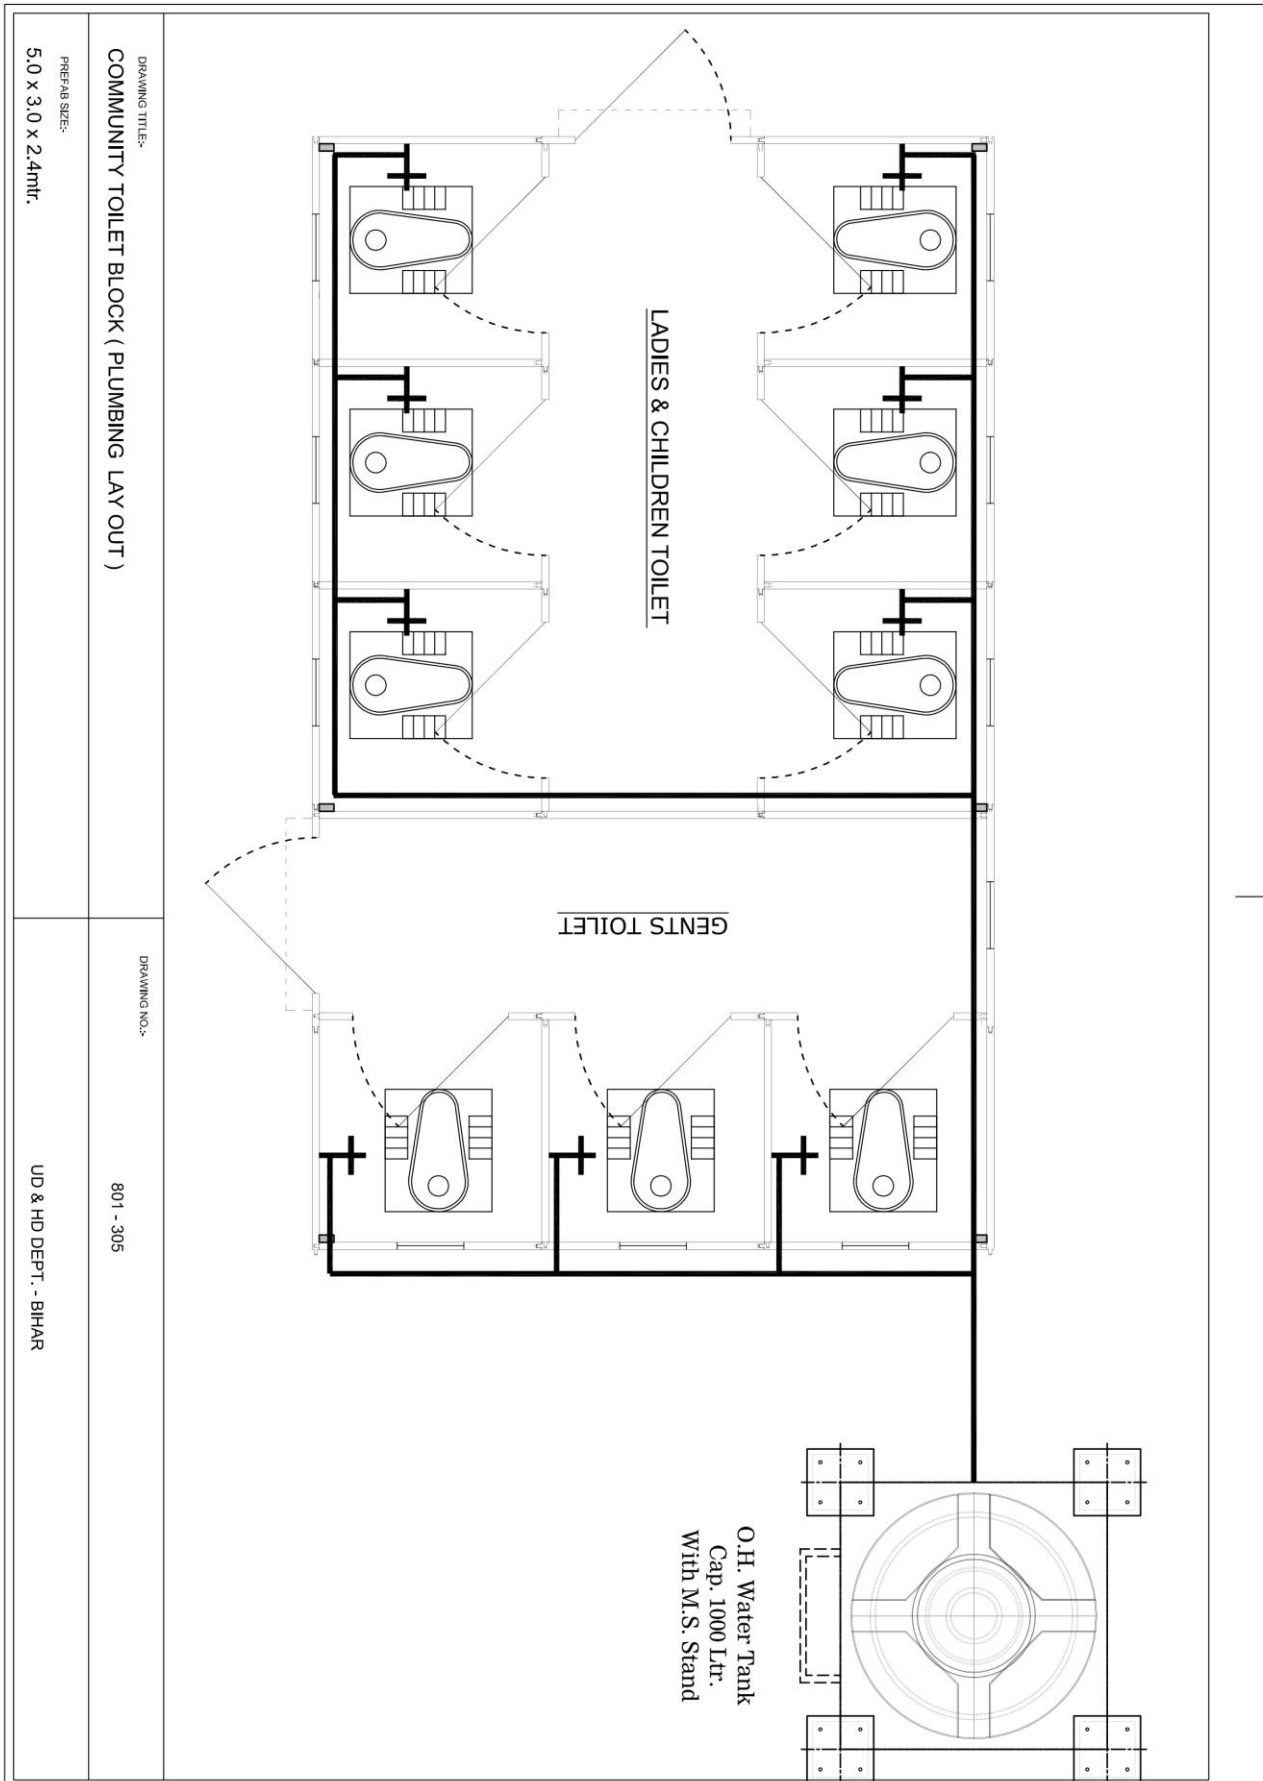 LADIES & CHILDREN TOILET
GENTS TOILET
O.H. Water Tank
Cap. 1000 Ltr.
With M.S. Stand
DRAWING TITLE:-
COMMUNITY TOILET BLOCK ( PLUMBING LAY OUT )
DRAWING NO.:-
801 - 305
PREFAB SIZE:-
5.0 x 3.0 x 2.4mtr.
UD & HD DEPT. - BIHAR